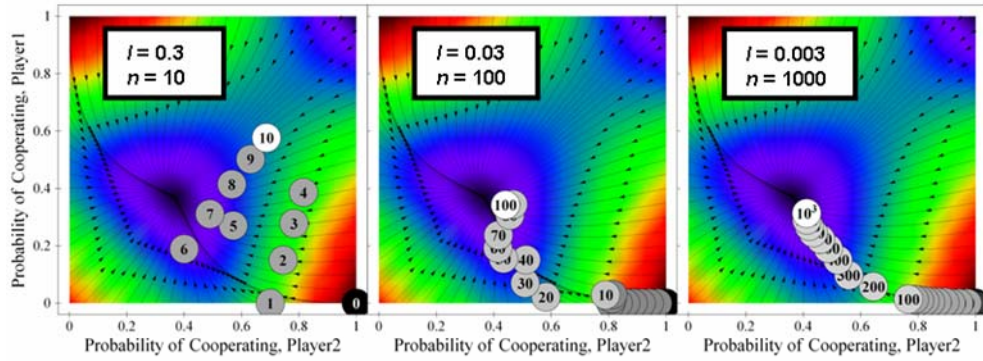 l = 0.3
n = 10
l = 0.03
n = 100
l = 0.003
n = 1000
Probability of Cooperating, Player1
1
0.8
0.6
0.4
0.2
0
10
9
8
7
6
5
4
3
2
1
0
100
70
40
30
20
10
10³
300
200
100
0 0.2 0.4 0.6 0.8 1
0 0.2 0.4 0.6 0.8 1
0 0.2 0.4 0.6 0.8 1
Probability of Cooperating, Player2
Probability of Cooperating, Player2
Probability of Cooperating, Player2